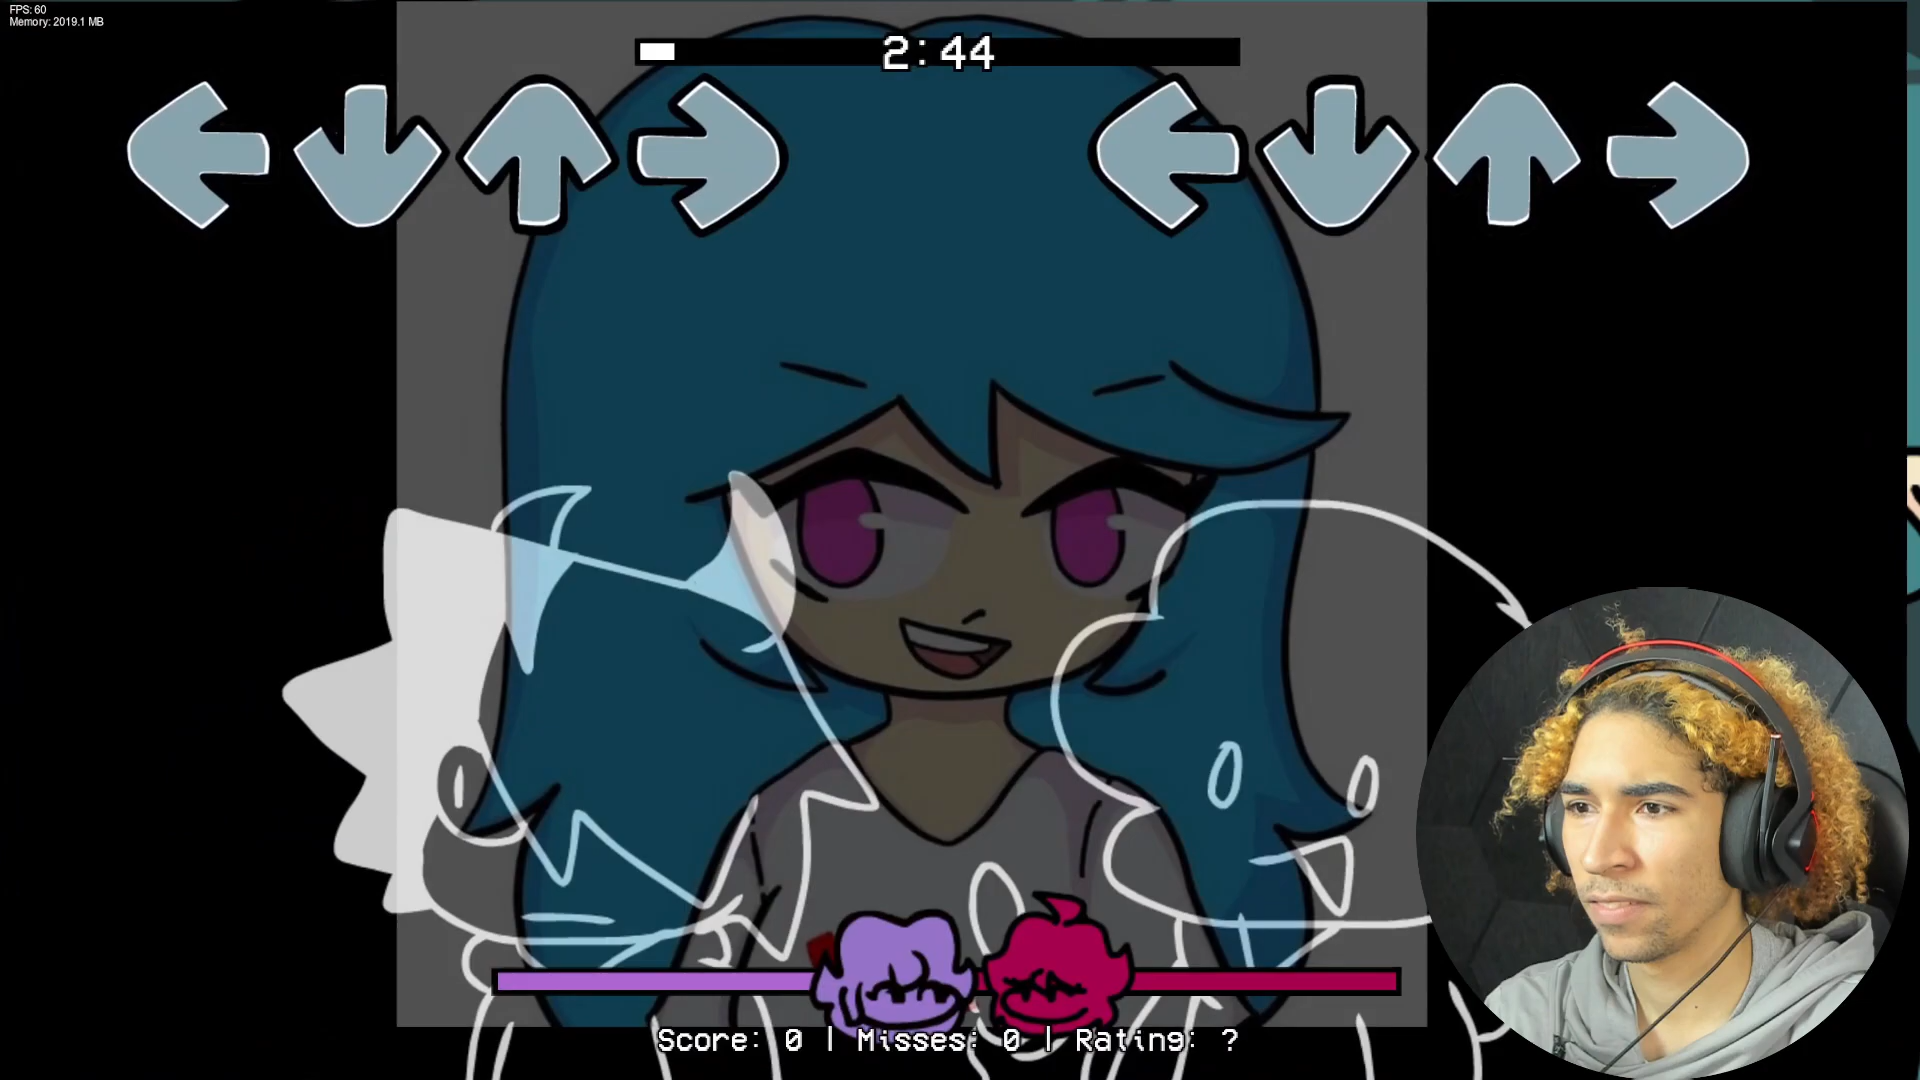 FPS: 60
Memory: 2019.1 MB
2:44
Score: 0 | Misses: 0 | Rating: ?